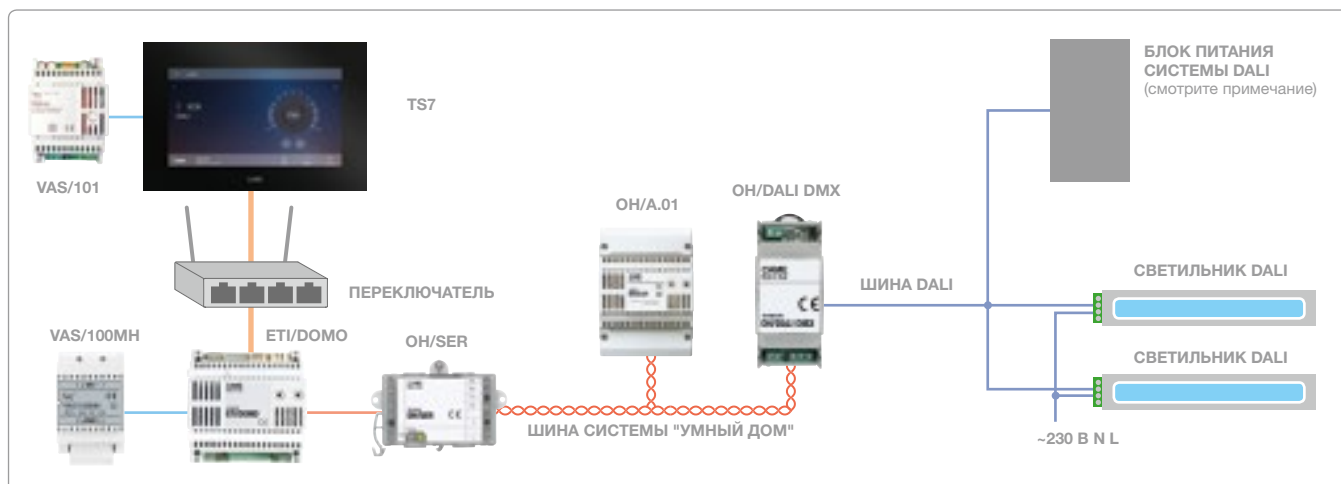 БЛОК ПИТАНИЯ
СИСТЕМЫ DALI
(смотрите примечание)
TS7
VAS/101
OH/A.01
OH/DALI DMX
ШИНА DALI
СВЕТИЛЬНИК DALI
ПЕРЕКЛЮЧАТЕЛЬ
VAS/100MH
ETI/DOMO
OH/SER
СВЕТИЛЬНИК DALI
ШИНА СИСТЕМЫ "УМНЫЙ ДОМ"
~230 В N L